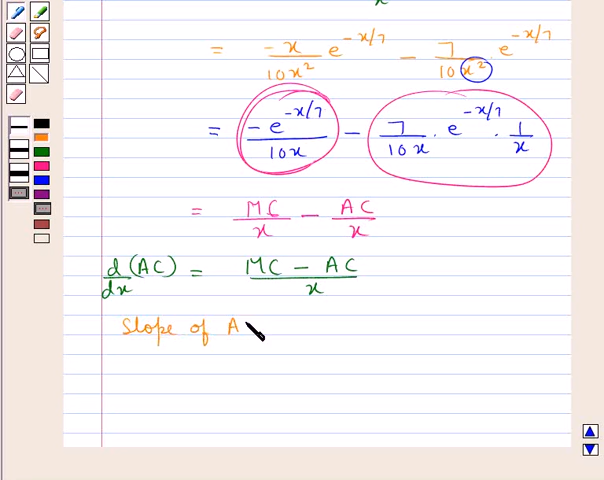 = -x/10x² e^(-x/7) - 7/10x² · e^(-x/7)
= -e^(-x/7)/10x - 7/10x · e^(-x/7) · 1/x
= MC/x - AC/x
d/dx (AC) = MC - AC/x
Slope of A